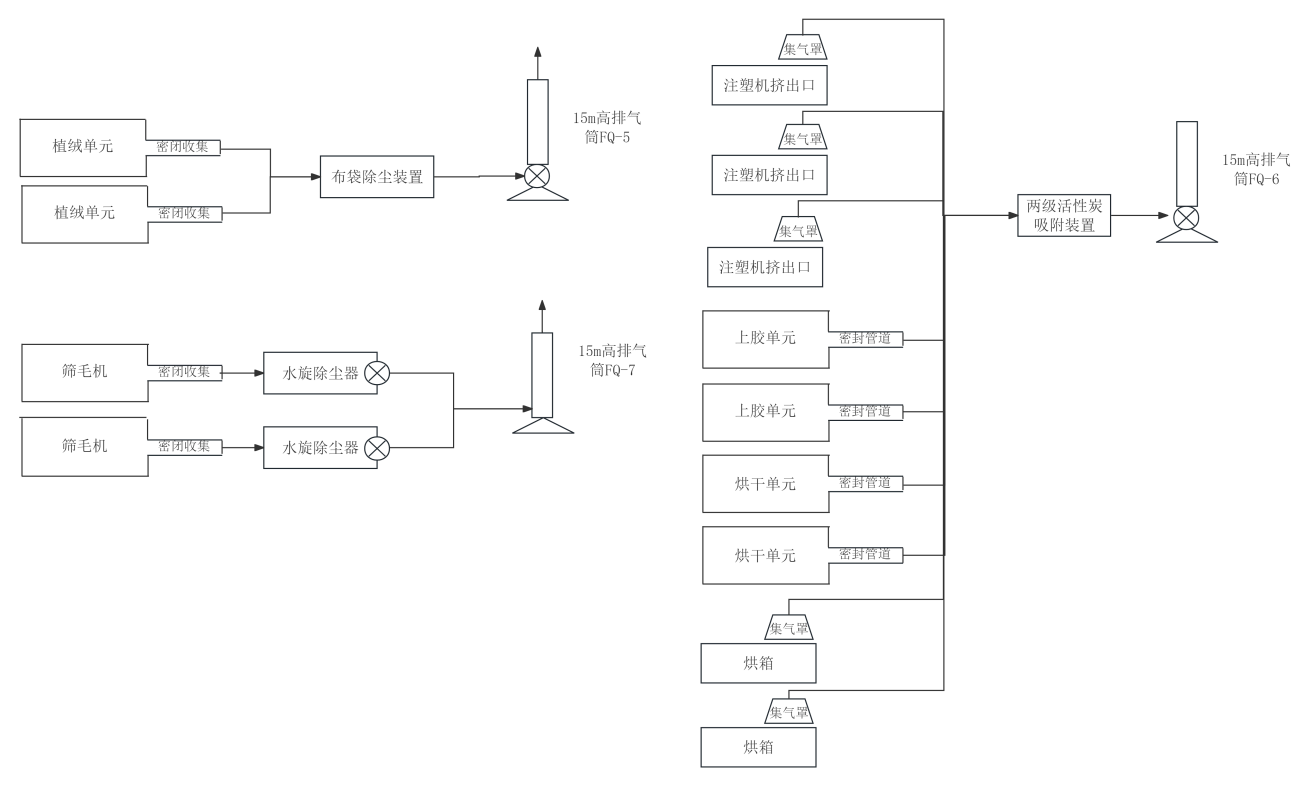 植绒单元
密闭收集
植绒单元
密闭收集
布袋除尘装置
15m高排气
筒FQ-5
筛毛机
密闭收集
水旋除尘器
筛毛机
密闭收集
水旋除尘器
15m高排气
筒FQ-7
集气罩
注塑机挤出口
集气罩
注塑机挤出口
集气罩
注塑机挤出口
上胶单元
密封管道
上胶单元
密封管道
烘干单元
密封管道
烘干单元
密封管道
集气罩
烘箱
集气罩
烘箱
两级活性炭
吸附装置
15m高排气
筒FQ-6